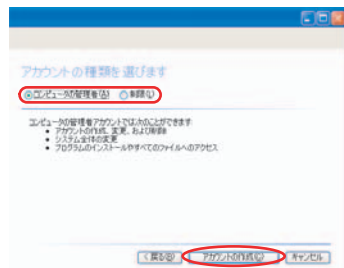 アカウントの種類を選びます
コンピュータの管理者(A) 制限(L)
コンピュータの管理者アカウントでは次のことができます:
• アカウントの作成、変更、および削除
• システム全体の変更
• プログラムのインストールやすべてのファイルへのアクセス
< 戻る(B) アカウントの作成(C) キャンセル